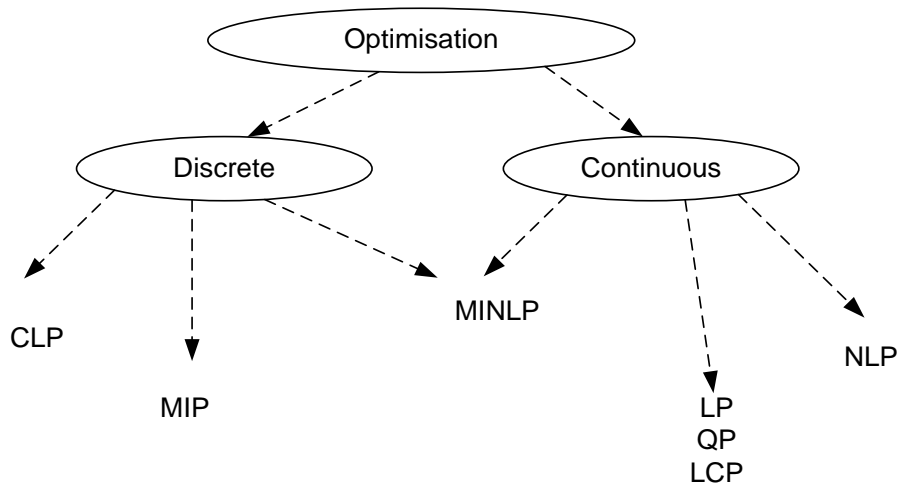 Optimisation
Discrete
Continuous
MINLP
CLP
NLP
MIP
LP
QP
LCP